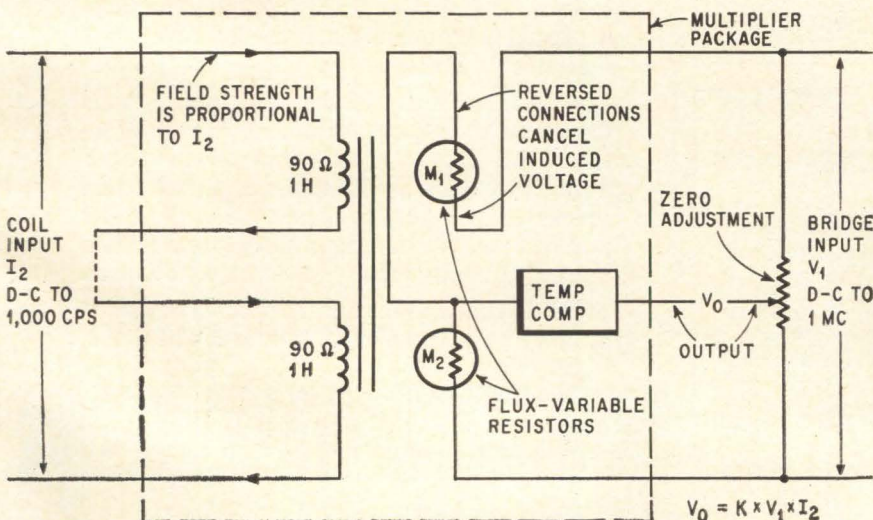 MULTIPLIER
PACKAGE
FIELD STRENGTH
IS PROPORTIONAL
TO I₂
REVERSED
CONNECTIONS
CANCEL
INDUCED
VOLTAGE
90 Ω
1H
M₁
ZERO
ADJUSTMENT
COIL
INPUT
I₂
D-C TO
1,000 CPS
BRIDGE
INPUT
V₁
D-C TO
1 MC
TEMP
COMP
V₀
OUTPUT
90 Ω
1H
M₂
FLUX-VARIABLE
RESISTORS
V₀ = K × V₁ × I₂